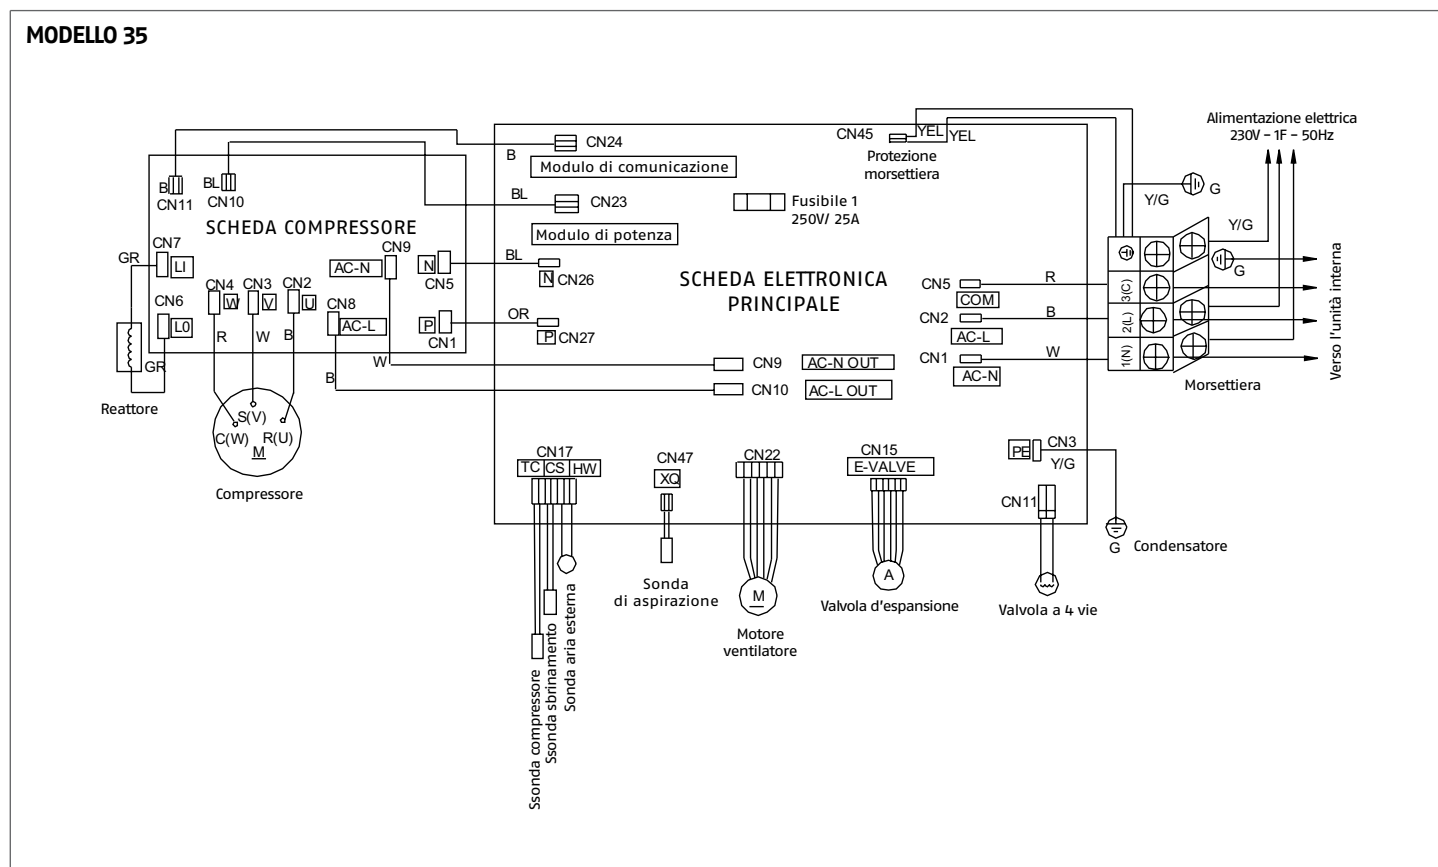 MODELLO 35
Alimentazione elettrica
230V – 1F – 50Hz
CN45
YEL
YEL
Protezione
morsettiera
B
CN24
Modulo di comunicazione
BL
CN23
Modulo di potenza
Fusibile 1
250V/ 25A
B
CN11
BL
CN10
SCHEDA COMPRESSORE
GR
CN7
LI
CN6
L0
GR
Reattore
CN4
W
CN3
V
CN2
U
R
W
B
CN9
AC-N
CN8
AC-L
N
CN5
P
CN1
BL
N
CN26
OR
P
CN27
W
B
SCHEDA ELETTRONICA
PRINCIPALE
CN9
AC-N OUT
CN10
AC-L OUT
CN5
COM
R
CN2
AC-L
B
CN1
AC-N
W
Y/G
G
Y/G
G
3(C)
2(L)
1(N)
Morsettiera
Verso l'unità interna
S(V)
C(W)
R(U)
M
Compressore
CN17
TC
CS
HW
Ssonda compressore
Ssonda sbrinamento
Sonda aria esterna
CN47
XQ
Sonda
di aspirazione
CN22
M
Motore
ventilatore
CN15
E-VALVE
A
Valvola d'espansione
PE
CN3
Y/G
CN11
G
Condensatore
Valvola a 4 vie